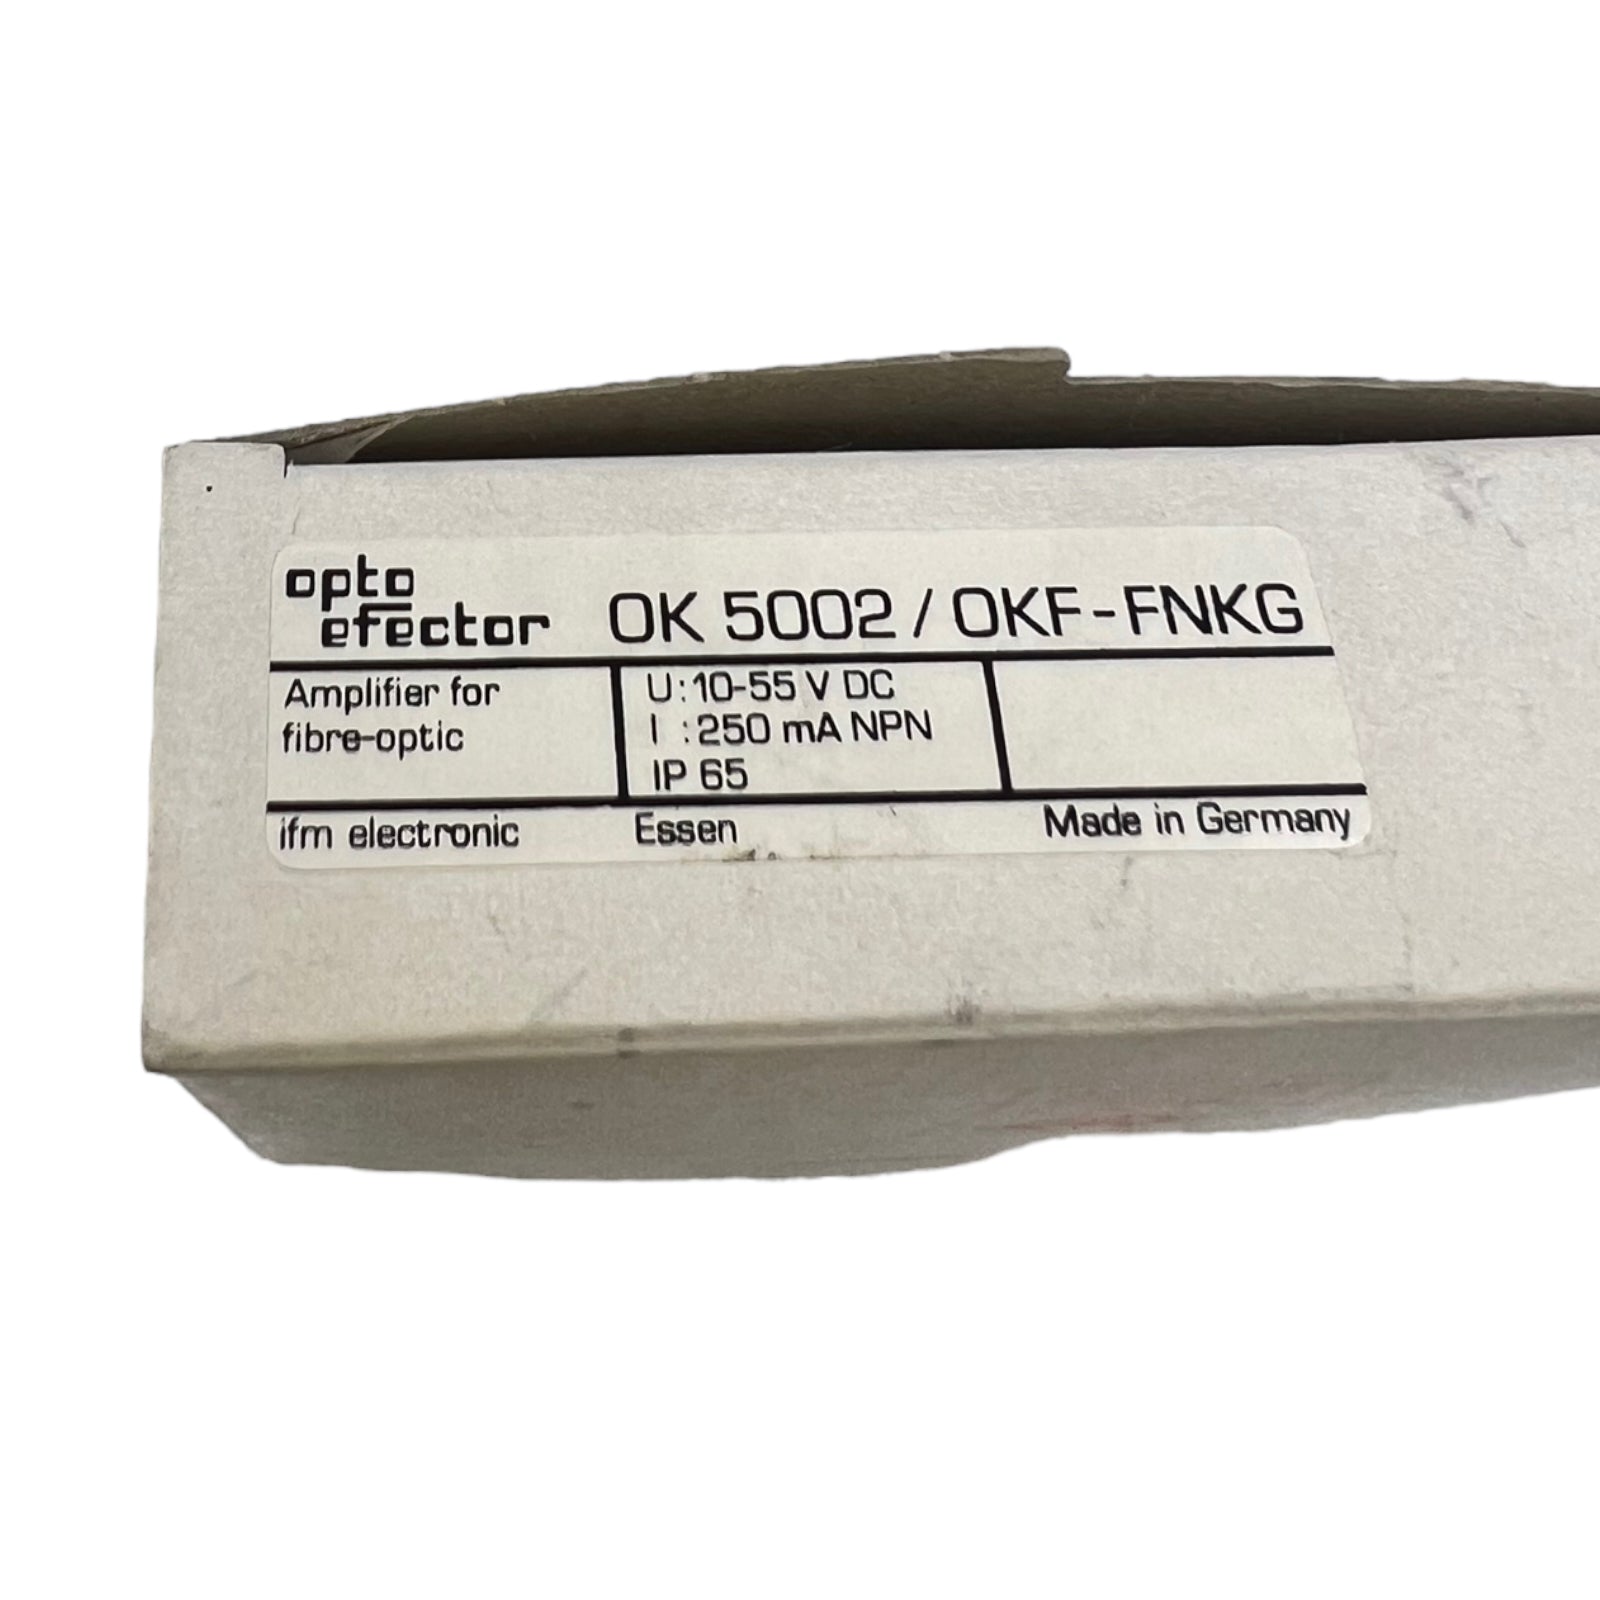 opto
efector
OK 5002 / OKF-FNKG
Amplifier for
fibre-optic
U: 10-55 V DC
I : 250 mA NPN
IP 65
ifm electronic
Essen
Made in Germany